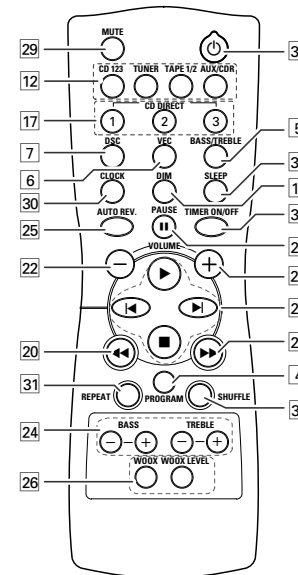 MUTE
29
CD 123 TUNER TAPE 1/2 AUX/CDR
12
CD DIRECT
17
1 2 3
DSC VEC BASS/TREBLE
7
6
CLOCK DIM SLEEP
30
AUTO REV. PAUSE TIMER ON/OFF
25
VOLUME
22
20
31
REPEAT PROGRAM SHUFFLE
BASS TREBLE
24
WOOX WOOX LEVEL
26